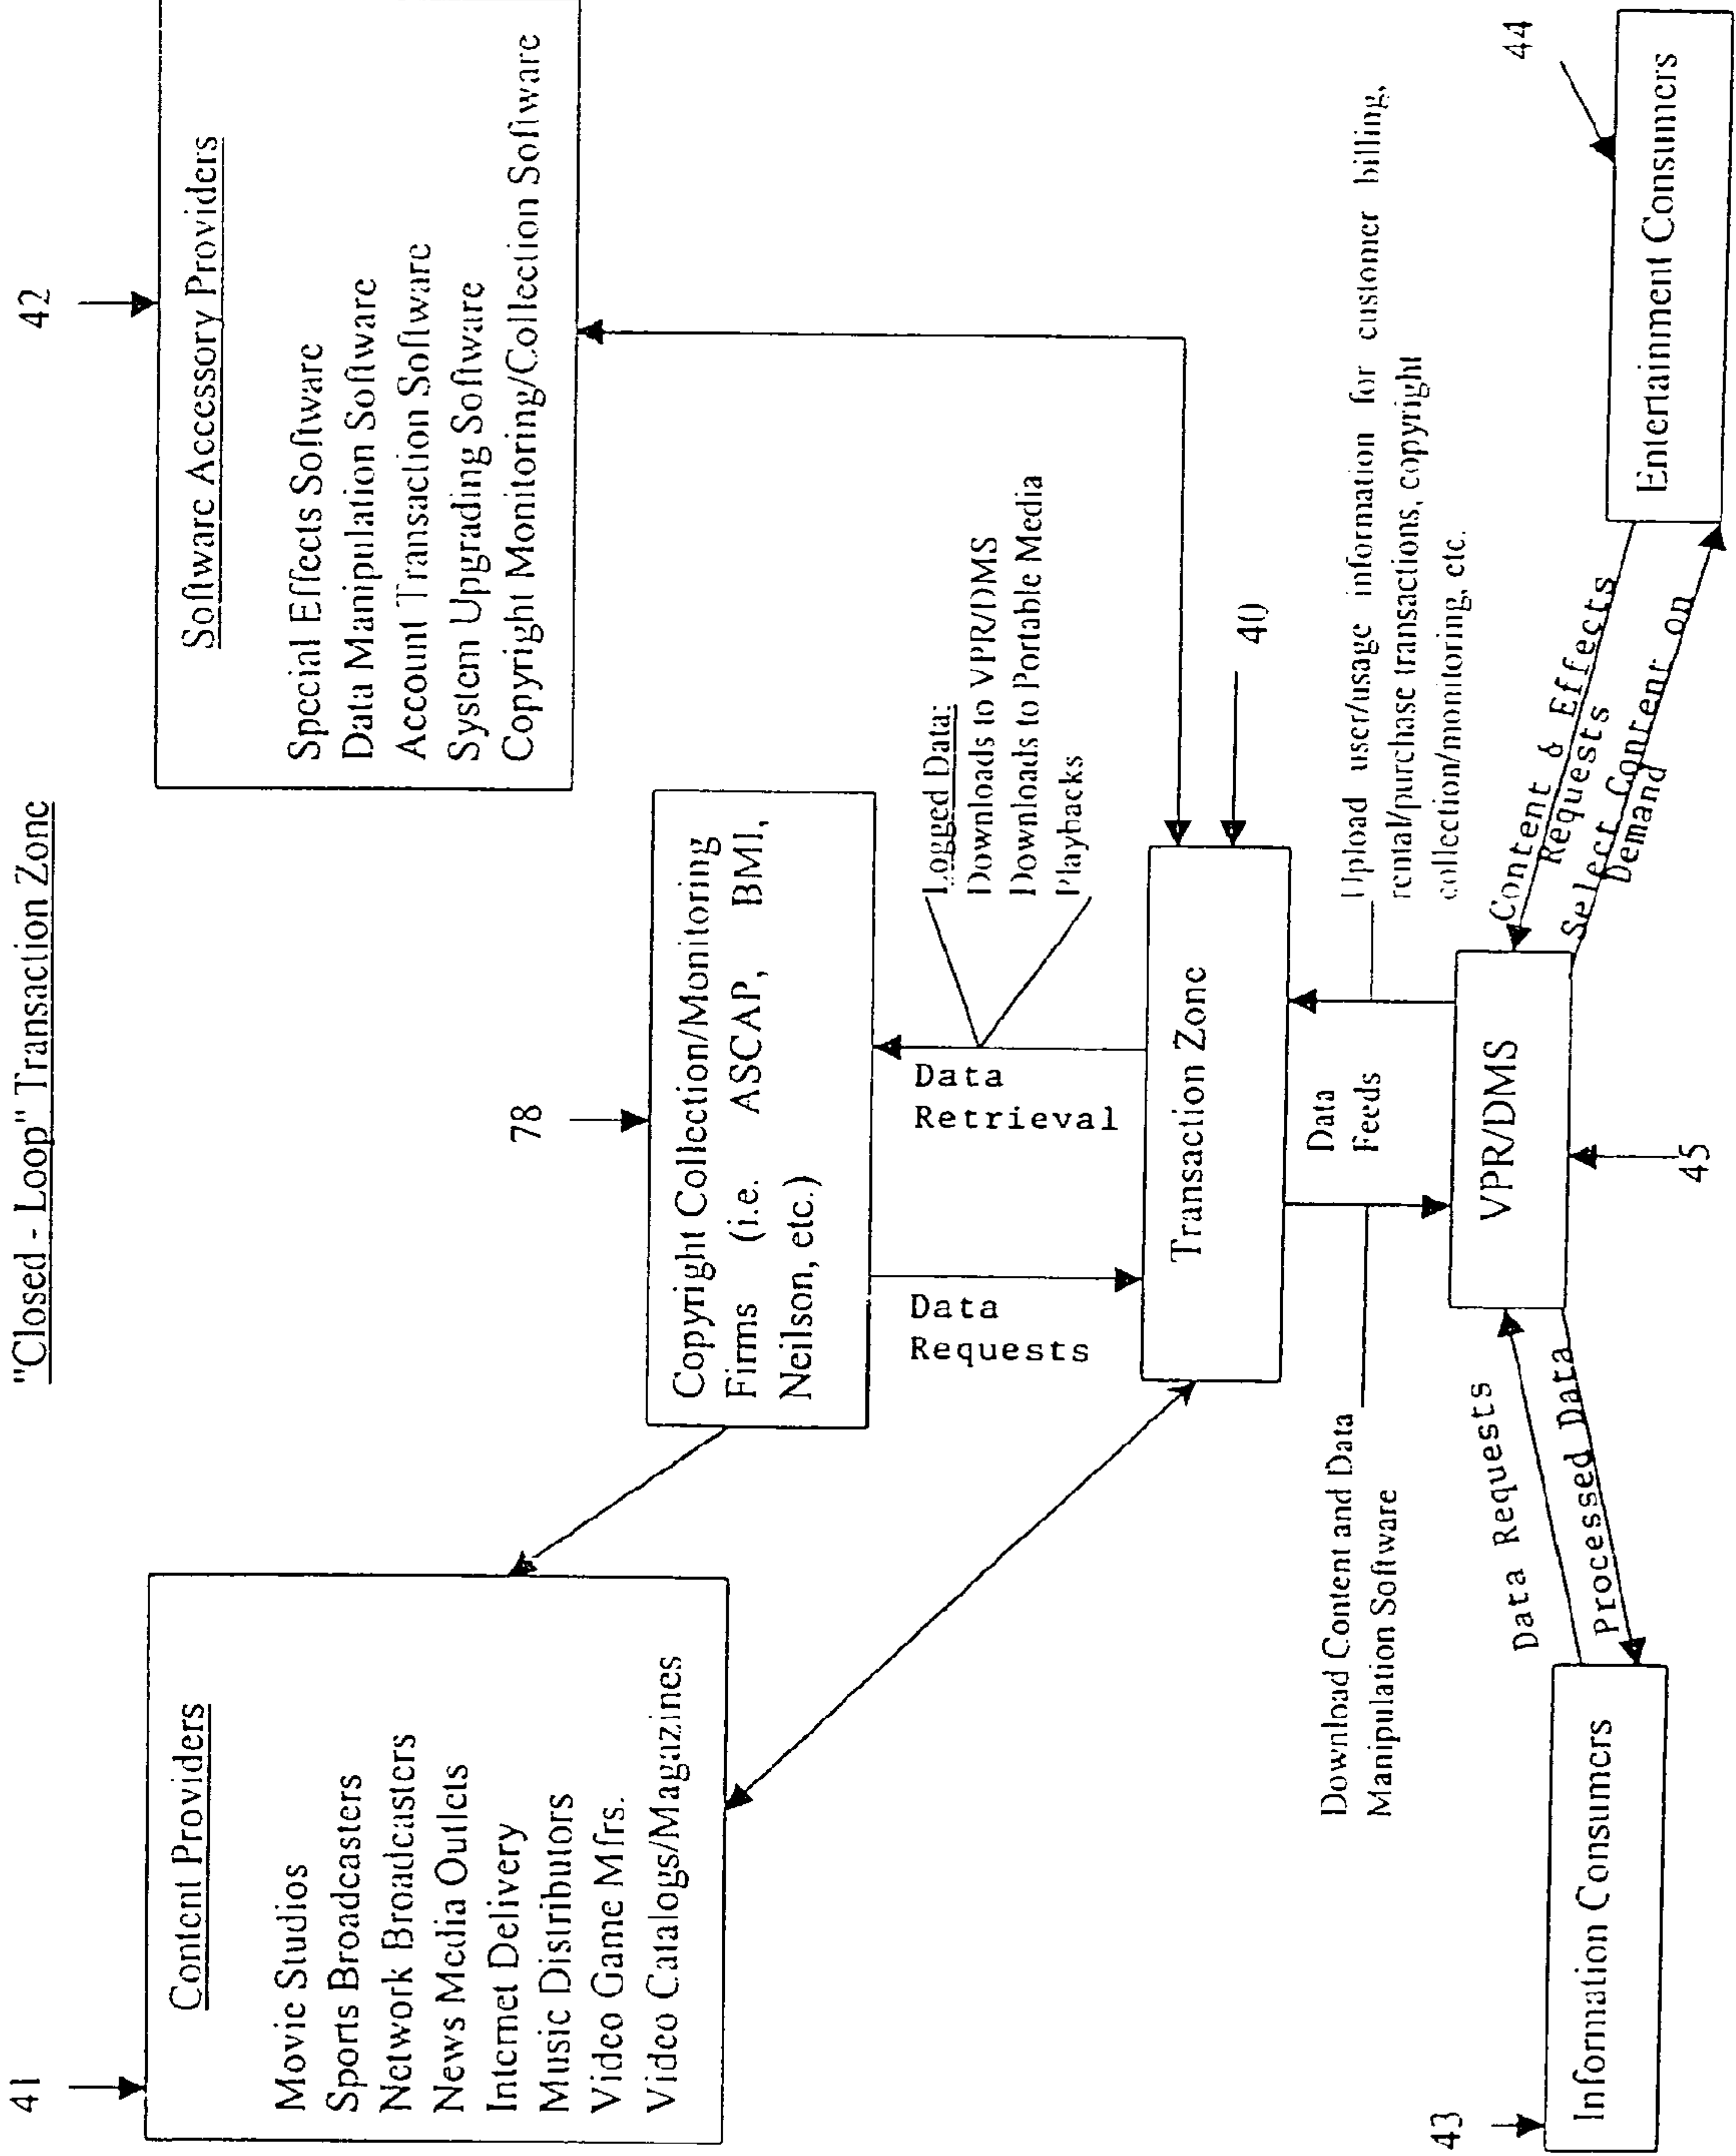 "Closed - Loop" Transaction Zone
41
Content Providers
Movie Studios
Sports Broadcasters
Network Broadcasters
News Media Outlets
Internet Delivery
Music Distributors
Video Game Mfrs.
Video Catalogs/Magazines
42
Software Accessory Providers
Special Effects Software
Data Manipulation Software
Account Transaction Software
System Upgrading Software
Copyright Monitoring/Collection Software
78
Copyright Collection/Monitoring
Firms (i.e. ASCAP, BMI,
Neilson, etc.)
Data
Requests
Data
Retrieval
Logged Data:
Downloads to VPR/DMS
Downloads to Portable Media
Playbacks
Transaction Zone
40
Download Content and Data
Manipulation Software
Data
Feeds
Upload user/usage information for customer billing,
rental/purchase transactions, copyright
collection/monitoring, etc.
VPR/DMS
45
Data Requests
Processed Data
Content & Effects
Requests
Select Content on
Demand
43
Information Consumers
44
Entertainment Consumers